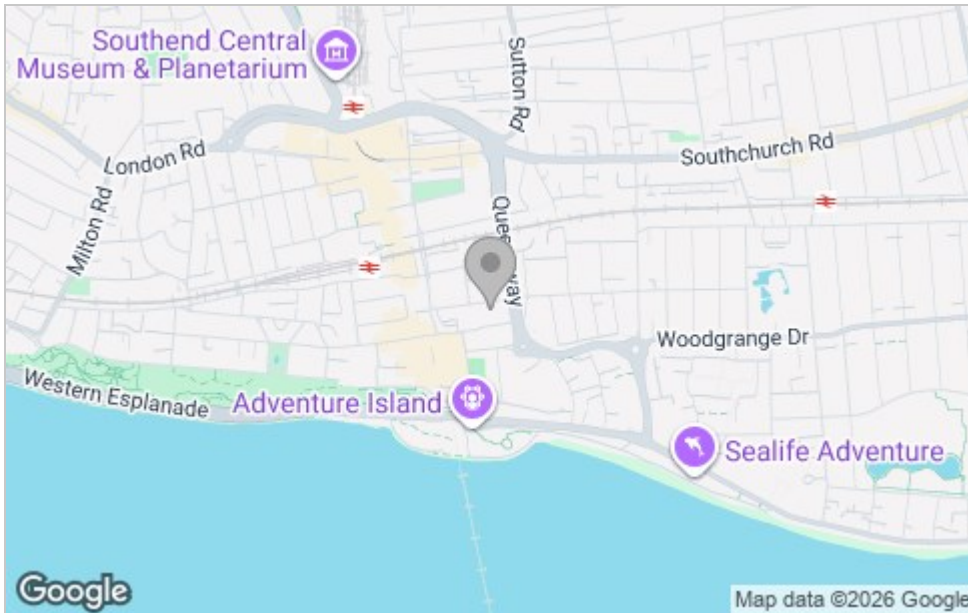 Southend Central
Museum & Planetarium
Sutton Rd
London Rd
Southchurch Rd
Milton Rd
Queensway
Woodgrange Dr
Western Esplanade
Adventure Island
Sealife Adventure
Google
Map data ©2026 Google